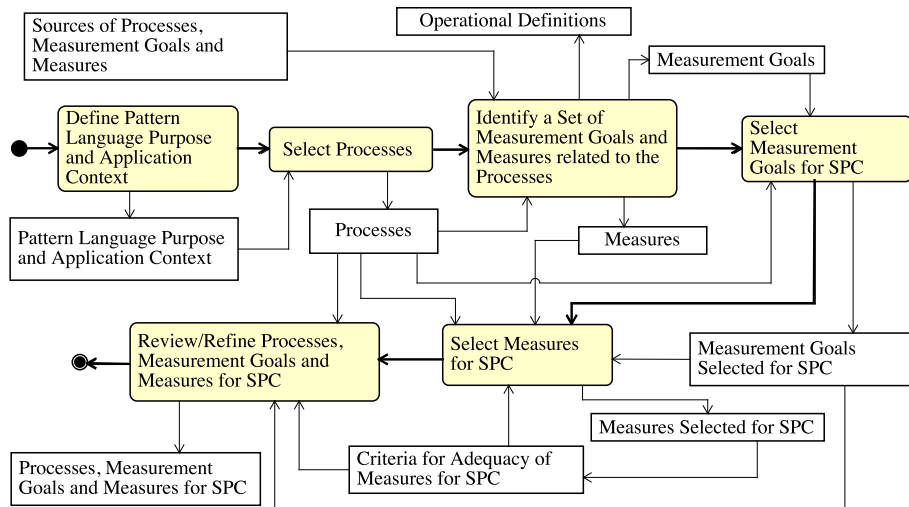 Sources of Processes,
Measurement Goals and
Measures
Operational Definitions
Measurement Goals
Define Pattern
Language Purpose
and Application
Context
Select Processes
Identify a Set of
Measurement Goals and
Measures related to the
Processes
Select
Measurement
Goals for SPC
Pattern Language Purpose
and Application Context
Processes
Measures
Review/Refine Processes,
Measurement Goals and
Measures for SPC
Select Measures
for SPC
Measurement Goals
Selected for SPC
Measures Selected for SPC
Processes, Measurement
Goals and Measures for SPC
Criteria for Adequacy of
Measures for SPC